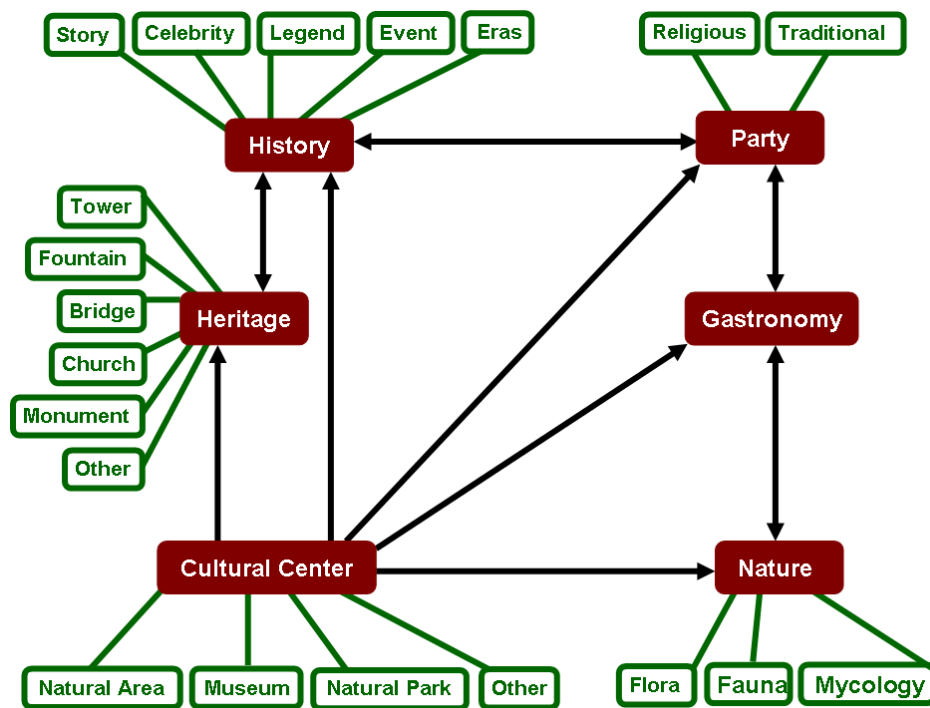 Story
Celebrity
Legend
Event
Eras
Religious
Traditional
History
Party
Tower
Fountain
Bridge
Church
Monument
Other
Heritage
Gastronomy
Cultural Center
Nature
Natural Area
Museum
Natural Park
Other
Flora
Fauna
Mycology